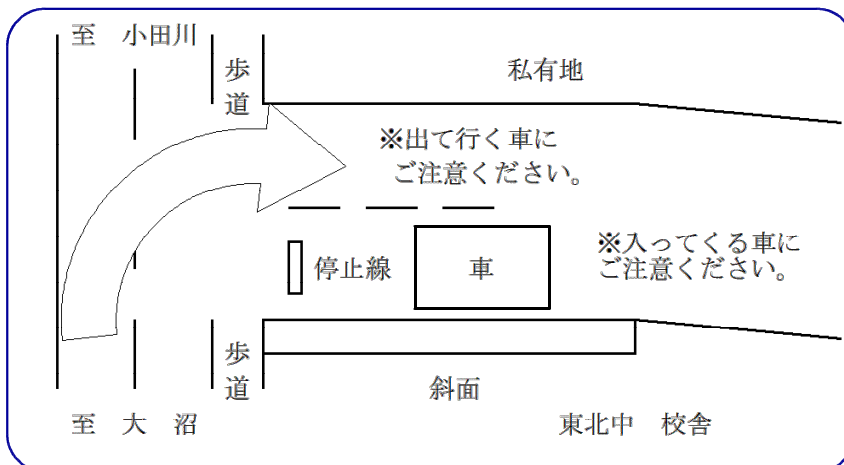 至　小田川
歩
道
私有地
※出て行く車に
ご注意ください。
※入ってくる車に
ご注意ください。
停止線
車
歩
道
斜面
至　大　沼
東北中　校舎